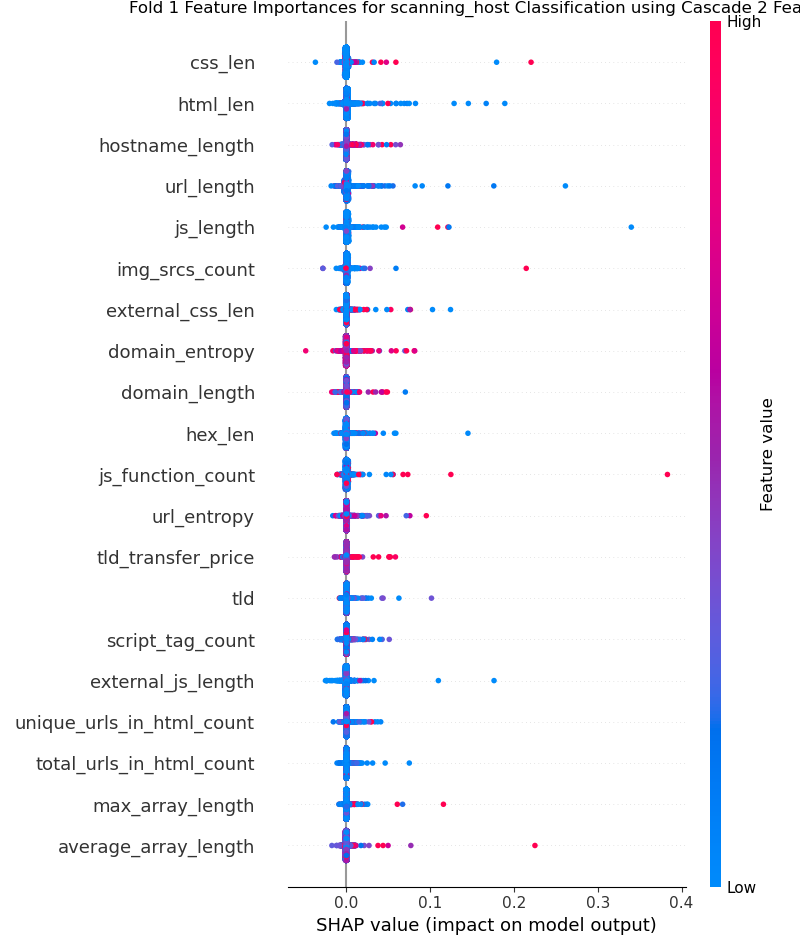 Fold 1 Feature Importances for scanning_host Classification using Cascade 2 Fea
High
css_len
html_len
hostname_length
url_length
js_length
img_srcs_count
external_css_len
domain_entropy
domain_length
hex_len
js_function_count
url_entropy
tld_transfer_price
tld
script_tag_count
external_js_length
unique_urls_in_html_count
total_urls_in_html_count
max_array_length
average_array_length
Feature value
Low
0.0 0.1 0.2 0.3 0.4
SHAP value (impact on model output)